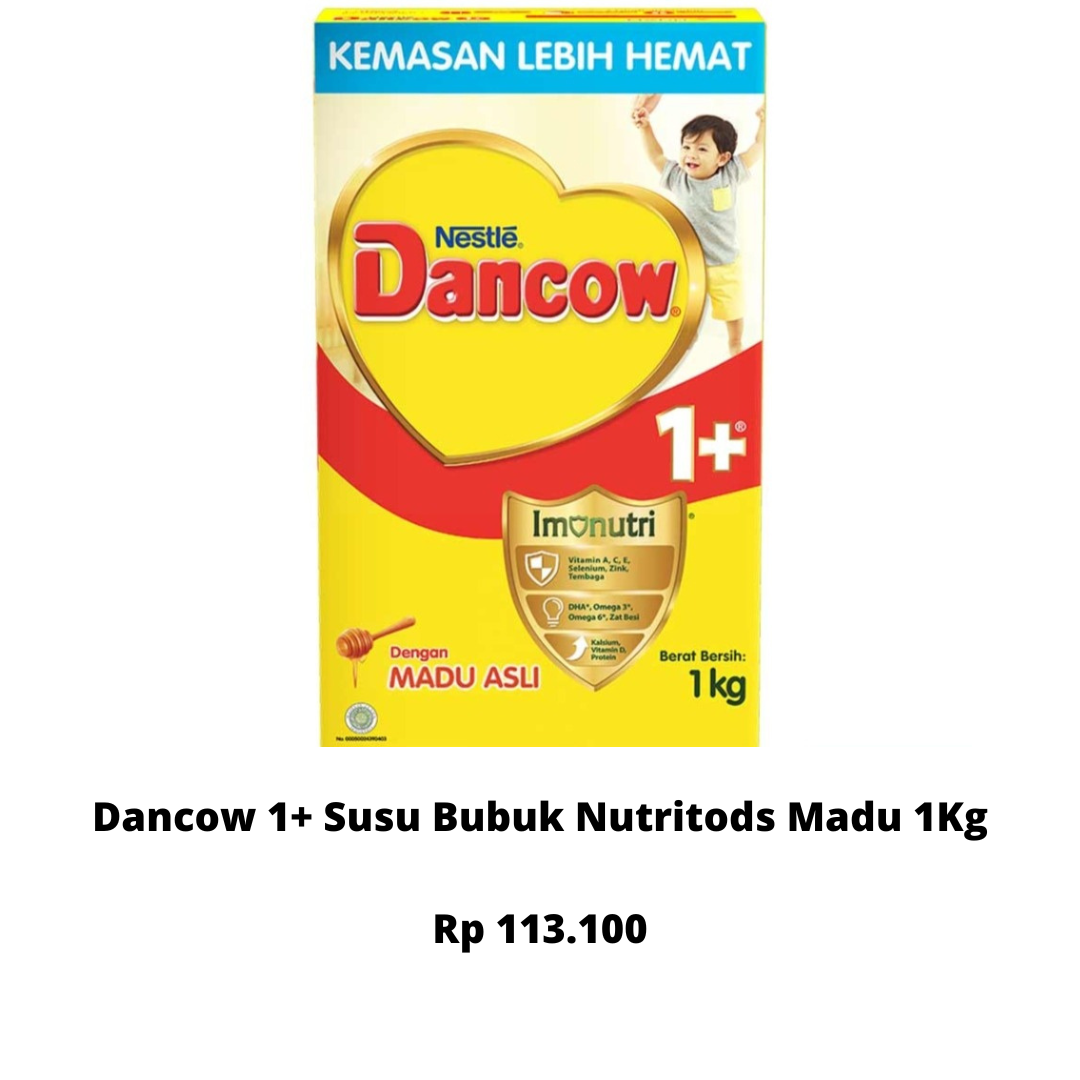 KEMASAN LEBIH HEMAT
Nestlé®
Dancow®
1+®
Imunutri®
Vitamin A, C, E,
Selenium, Zink,
Tembaga
DHA*, Omega 3*,
Omega 6*, Zat Besi
Kalsium,
Vitamin D,
Protein
Dengan
MADU ASLI
Berat Bersih:
1 kg
Dancow 1+ Susu Bubuk Nutritods Madu 1Kg
Rp 113.100